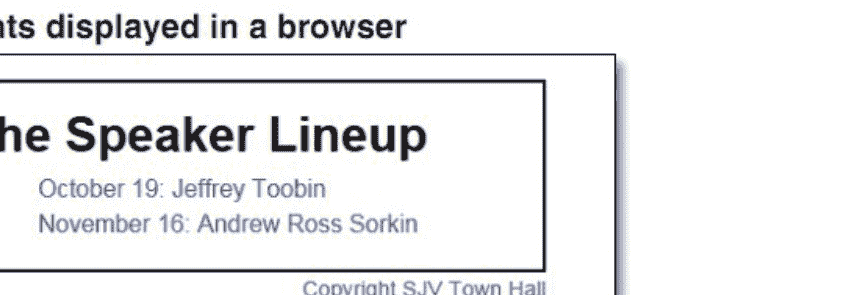 nts displayed in a browser
he Speaker Lineup
October 19: Jeffrey Toobin
November 16: Andrew Ross Sorkin
Copyright SJV Town Hall